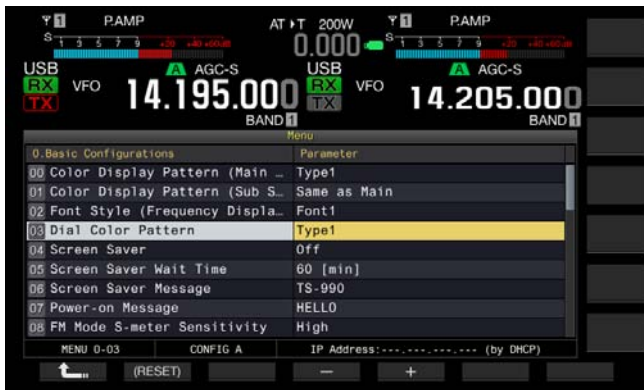 1 P.AMP AT▸T 200W 1 P.AMP
S 1 3 5 7 9 +20 +40 +60dB 0.000 S 1 3 5 7 9 +20 +40 +60dB
USB A AGC-S USB A AGC-S
RX VFO 14.195.000 RX VFO 14.205.000
TX TX
BAND 1 BAND 1
Menu
0.Basic Configurations Parameter
00 Color Display Pattern (Main … Type1
01 Color Display Pattern (Sub S… Same as Main
02 Font Style (Frequency Displa… Font1
03 Dial Color Pattern Type1
04 Screen Saver Off
05 Screen Saver Wait Time 60 [min]
06 Screen Saver Message TS-990
07 Power-on Message HELLO
08 FM Mode S-meter Sensitivity High
MENU 0-03 CONFIG A IP Address:---.---.---.--- (by DHCP)
(RESET) － +